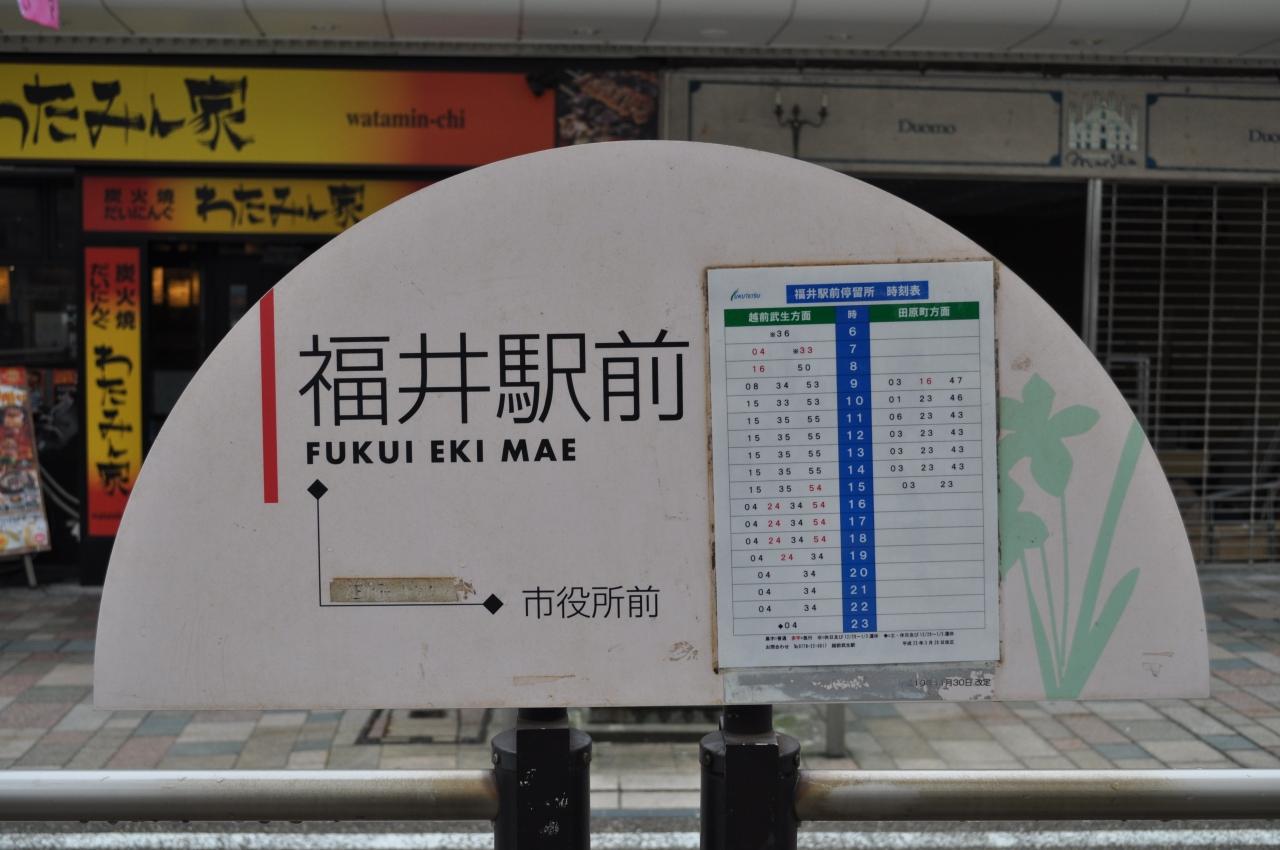 わたみん家
watamin-chi
Duomo
炭火焼
だいにんぐ
わたみん家
炭火焼
だいにんぐ
わたみん家
福井駅前
FUKUI EKI MAE
市役所前
FUKUTETSU
福井駅前停留所 時刻表
越前武生方面 時 田原町方面
※36 6
04 ※33 7
16 50 8
08 34 53 9 03 16 47
15 33 53 10 01 23 46
15 35 55 11 06 23 43
15 35 55 12 03 23 43
15 35 55 13 03 23 43
15 35 55 14 03 23 43
15 35 54 15 03 23
04 24 34 54 16
04 24 34 54 17
04 24 34 54 18
04 24 34 19
04 34 20
04 34 21
04 34 22
◆04 23